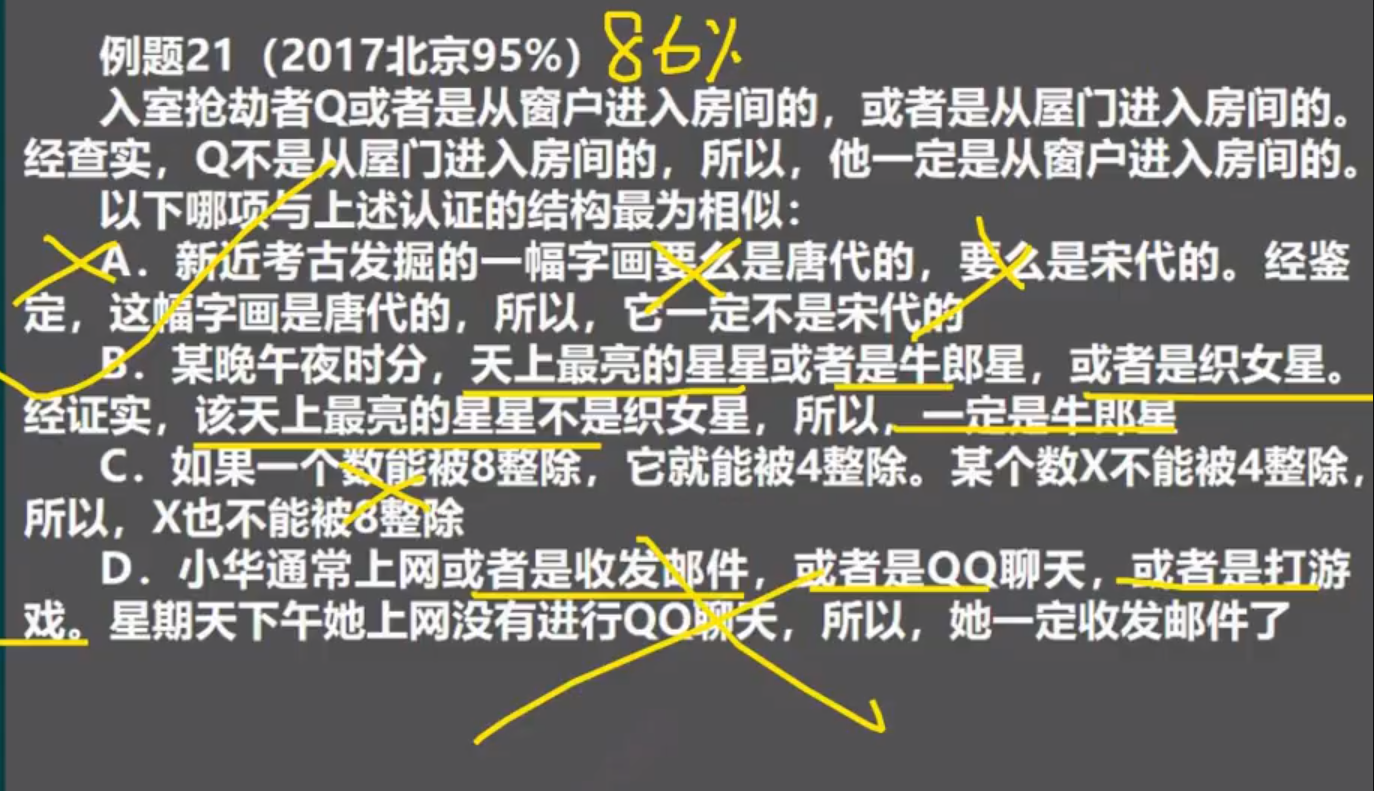 例题21（2017北京95%）86%
入室抢劫者Q或者是从窗户进入房间的，或者是从屋门进入房间的。
经查实，Q不是从屋门进入房间的，所以，他一定是从窗户进入房间的。
以下哪项与上述认证的结构最为相似：
A．新近考古发掘的一幅字画要么是唐代的，要么是宋代的。经鉴
定，这幅字画是唐代的，所以，它一定不是宋代的
B．某晚午夜时分，天上最亮的星星或者是牛郎星，或者是织女星。
经证实，该天上最亮的星星不是织女星，所以，一定是牛郎星
C．如果一个数能被8整除，它就能被4整除。某个数X不能被4整除，
所以，X也不能被8整除
D．小华通常上网或者是收发邮件，或者是QQ聊天，或者是打游
戏。星期天下午她上网没有进行QQ聊天，所以，她一定收发邮件了